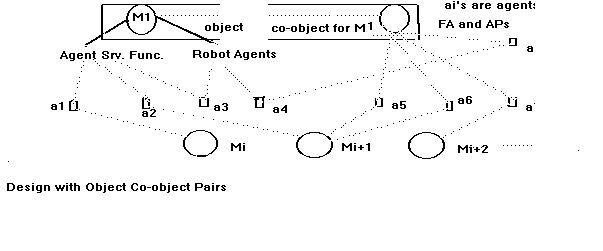 ai's are agents
M1
FA and APs
object
co-object for M1
Agent Srv. Func.
Robot Agents
a
a1
a2
a3
a4
a5
a6
a
Mi
Mi+1
Mi+2
Design with Object Co-object Pairs